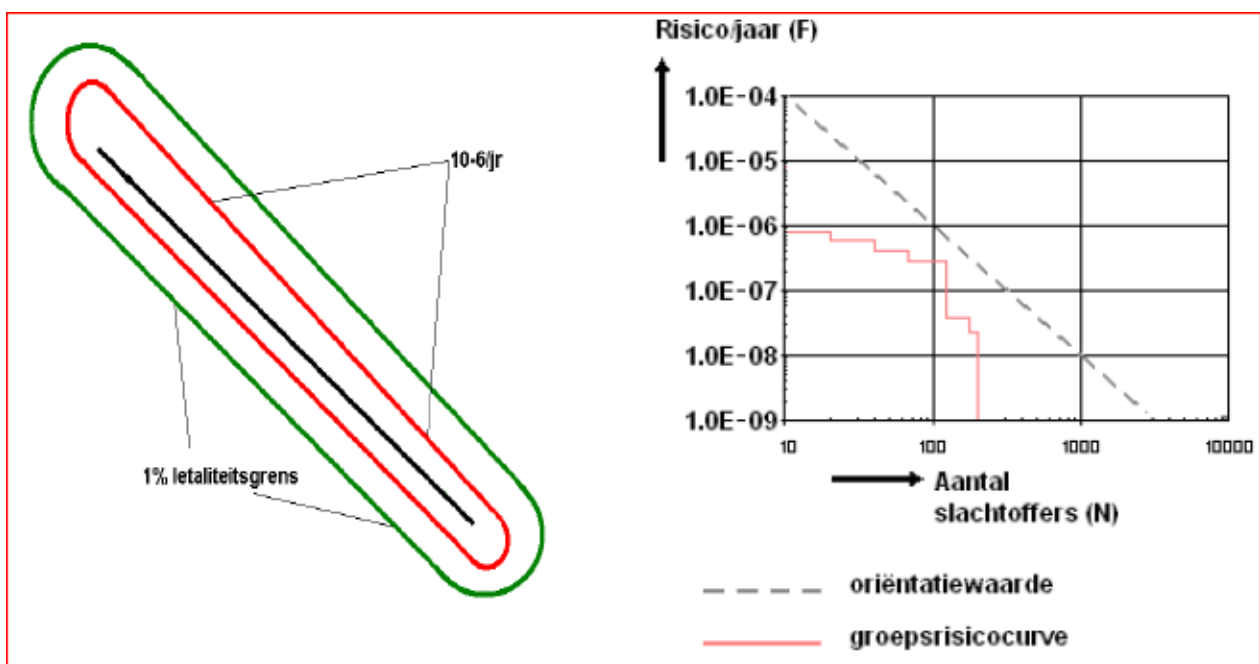 10-6/jr
1% letaliteitsgrens
Risico/jaar (F)
1.0E-04
1.0E-05
1.0E-06
1.0E-07
1.0E-08
1.0E-09
10 100 1000 10000
Aantal
slachtoffers (N)
oriëntatiewaarde
groepsrisicocurve